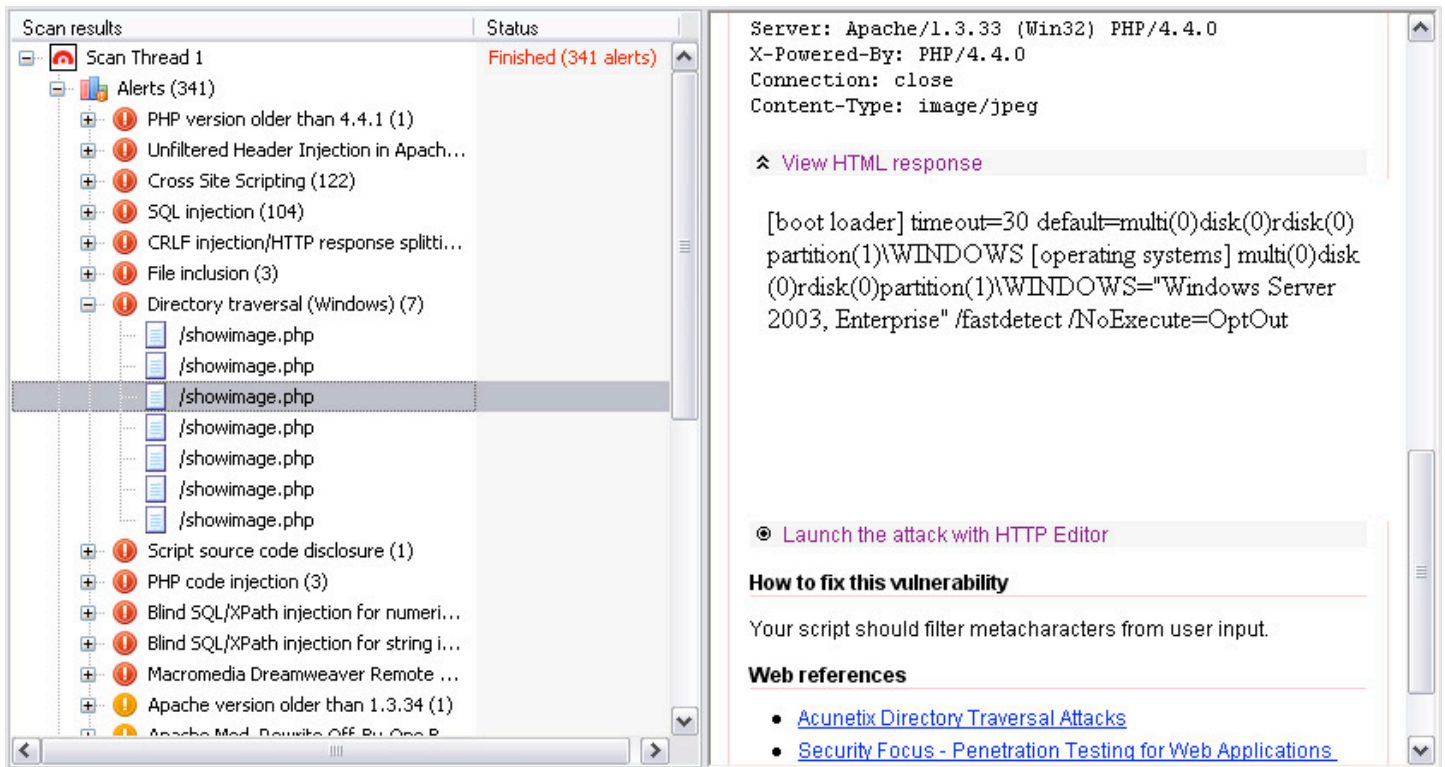 Scan results Status
Scan Thread 1 Finished (341 alerts)
Alerts (341)
PHP version older than 4.4.1 (1)
Unfiltered Header Injection in Apach...
Cross Site Scripting (122)
SQL injection (104)
CRLF injection/HTTP response splitti...
File inclusion (3)
Directory traversal (Windows) (7)
/showimage.php
/showimage.php
/showimage.php
/showimage.php
/showimage.php
/showimage.php
/showimage.php
Script source code disclosure (1)
PHP code injection (3)
Blind SQL/XPath injection for numeri...
Blind SQL/XPath injection for string i...
Macromedia Dreamweaver Remote ...
Apache version older than 1.3.34 (1)
Apache Mod_Rewrite Off-By-One B...
Server: Apache/1.3.33 (Win32) PHP/4.4.0
X-Powered-By: PHP/4.4.0
Connection: close
Content-Type: image/jpeg
View HTML response
[boot loader] timeout=30 default=multi(0)disk(0)rdisk(0)
partition(1)\WINDOWS [operating systems] multi(0)disk
(0)rdisk(0)partition(1)\WINDOWS="Windows Server
2003, Enterprise" /fastdetect /NoExecute=OptOut
Launch the attack with HTTP Editor
How to fix this vulnerability
Your script should filter metacharacters from user input.
Web references
Acunetix Directory Traversal Attacks
Security Focus - Penetration Testing for Web Applications